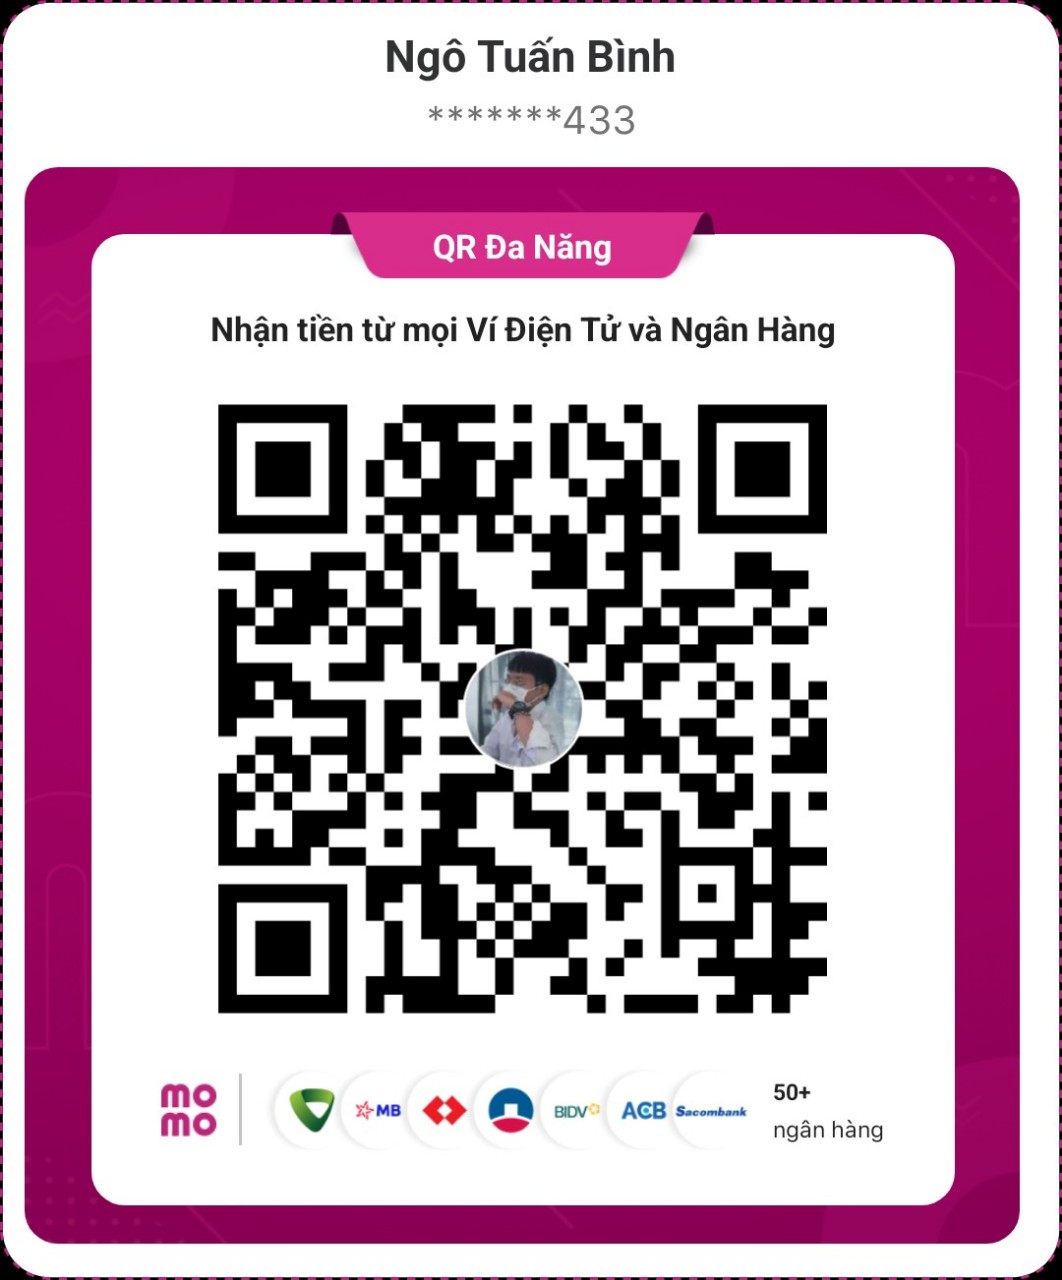 Ngô Tuấn Bình
*******433
QR Đa Năng
Nhận tiền từ mọi Ví Điện Tử và Ngân Hàng
mo
mo
MB
BIDV
ACB
Sacombank
50+
ngân hàng